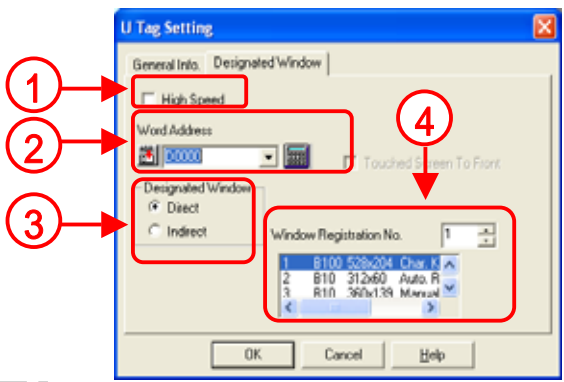 U Tag Setting
General Info. Designated Window
1
High Speed
2
Word Address
D0000
Touched Screen To Front
3
Designated Window
Direct
Indirect
4
Window Registration No. 1
1 B100 528x204 Char. K
2 B10 312x60 Auto. R
3 B10 360x139 Manual
OK Cancel Help